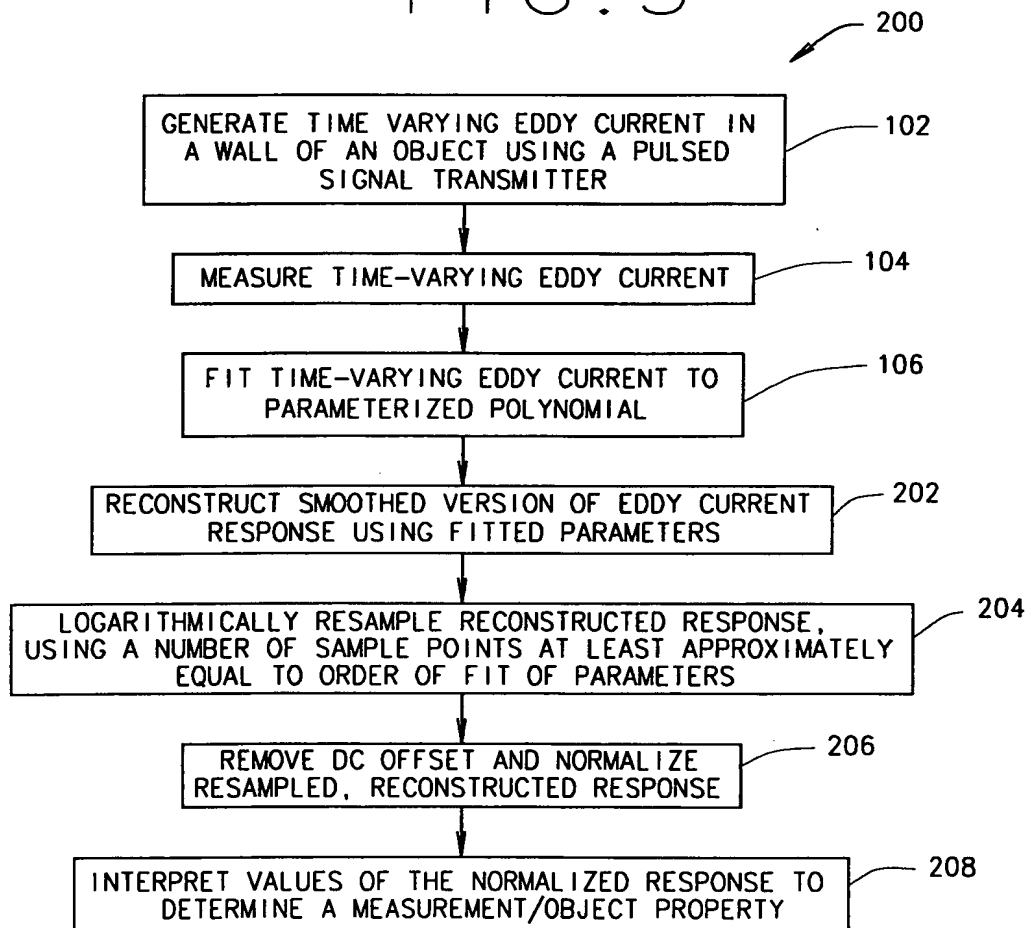 200
GENERATE TIME VARYING EDDY CURRENT IN
A WALL OF AN OBJECT USING A PULSED
SIGNAL TRANSMITTER
102
MEASURE TIME-VARYING EDDY CURRENT
104
FIT TIME-VARYING EDDY CURRENT TO
PARAMETERIZED POLYNOMIAL
106
RECONSTRUCT SMOOTHED VERSION OF EDDY CURRENT
RESPONSE USING FITTED PARAMETERS
202
LOGARITHMICALLY RESAMPLE RECONSTRUCTED RESPONSE,
USING A NUMBER OF SAMPLE POINTS AT LEAST APPROXIMATELY
EQUAL TO ORDER OF FIT OF PARAMETERS
204
REMOVE DC OFFSET AND NORMALIZE
RESAMPLED, RECONSTRUCTED RESPONSE
206
INTERPRET VALUES OF THE NORMALIZED RESPONSE TO
DETERMINE A MEASUREMENT/OBJECT PROPERTY
208